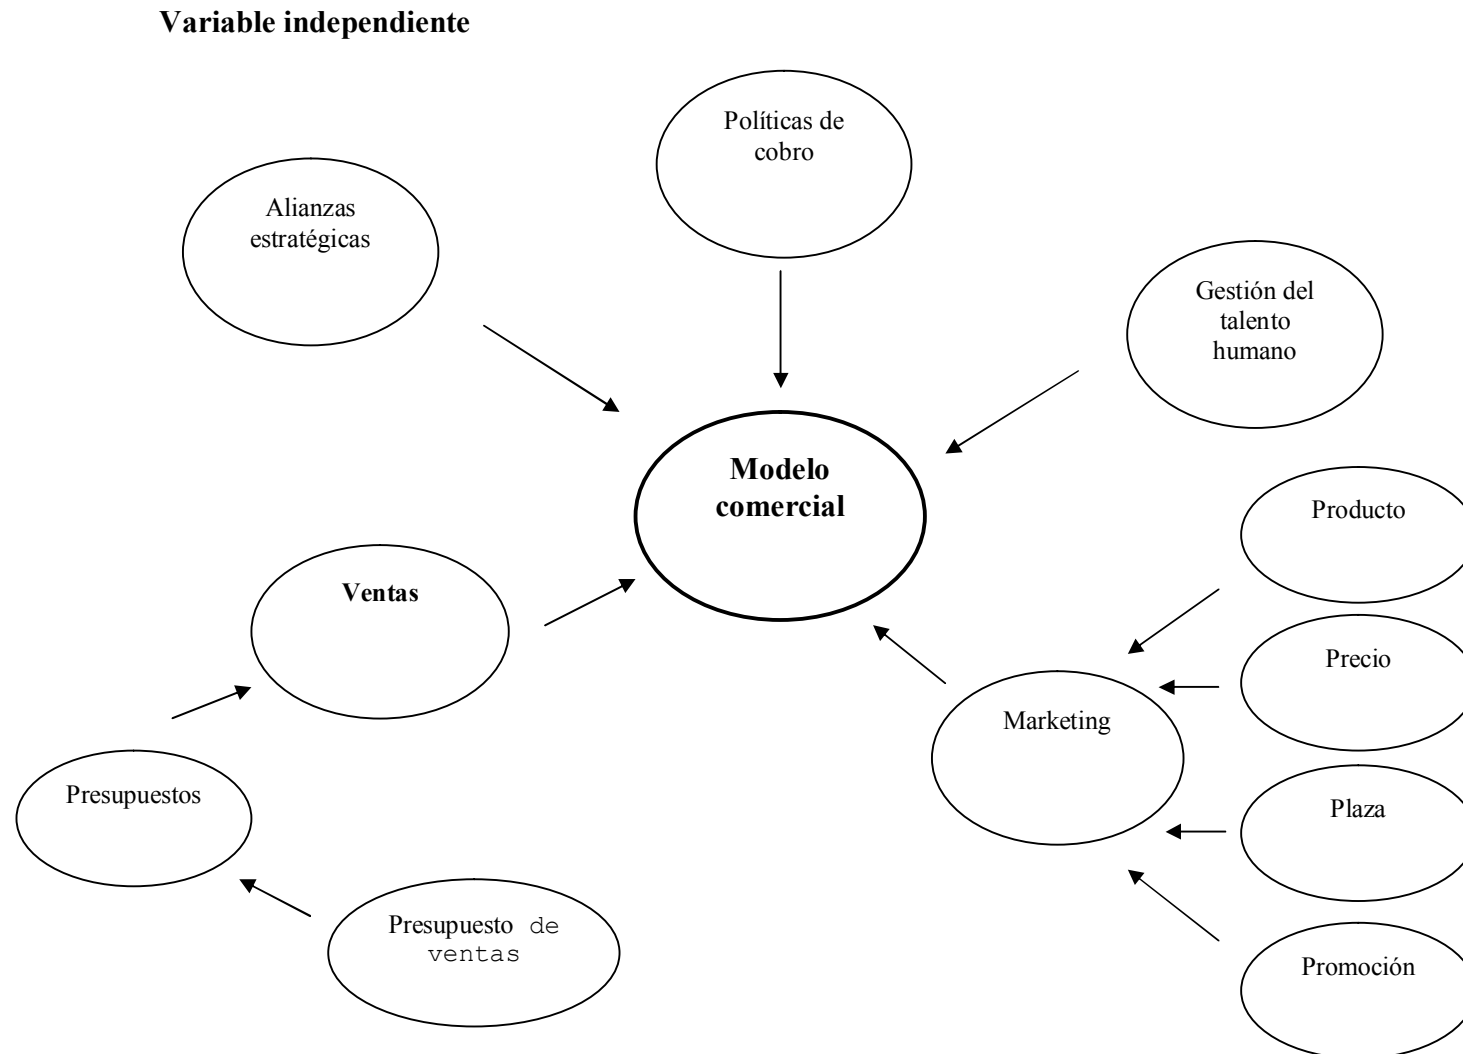 Variable independiente
Políticas de
cobro
Alianzas
estratégicas
Gestión del
talento
humano
Modelo
comercial
Producto
Ventas
Precio
Marketing
Presupuestos
Plaza
Presupuesto de
ventas
Promoción